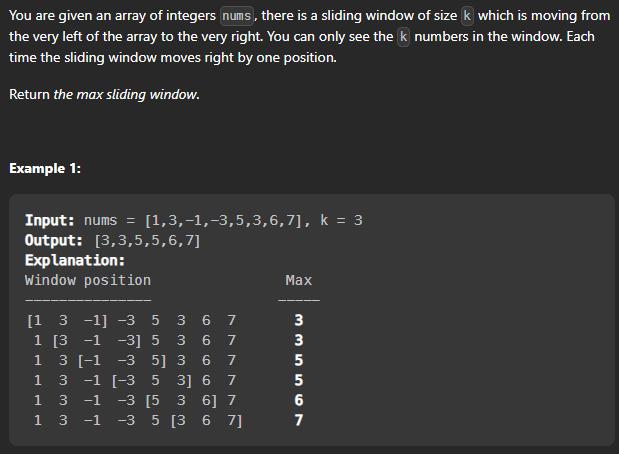 You are given an array of integers nums, there is a sliding window of size k which is moving from
the very left of the array to the very right. You can only see the k numbers in the window. Each
time the sliding window moves right by one position.
Return the max sliding window.
Example 1:
Input: nums = [1,3,-1,-3,5,3,6,7], k = 3
Output: [3,3,5,5,6,7]
Explanation:
Window position                Max
---------------               -----
[1  3  -1] -3  5  3  6  7       3
 1 [3  -1  -3] 5  3  6  7       3
 1  3 [-1  -3  5] 3  6  7       5
 1  3  -1 [-3  5  3] 6  7       5
 1  3  -1  -3 [5  3  6] 7       6
 1  3  -1  -3  5 [3  6  7]      7